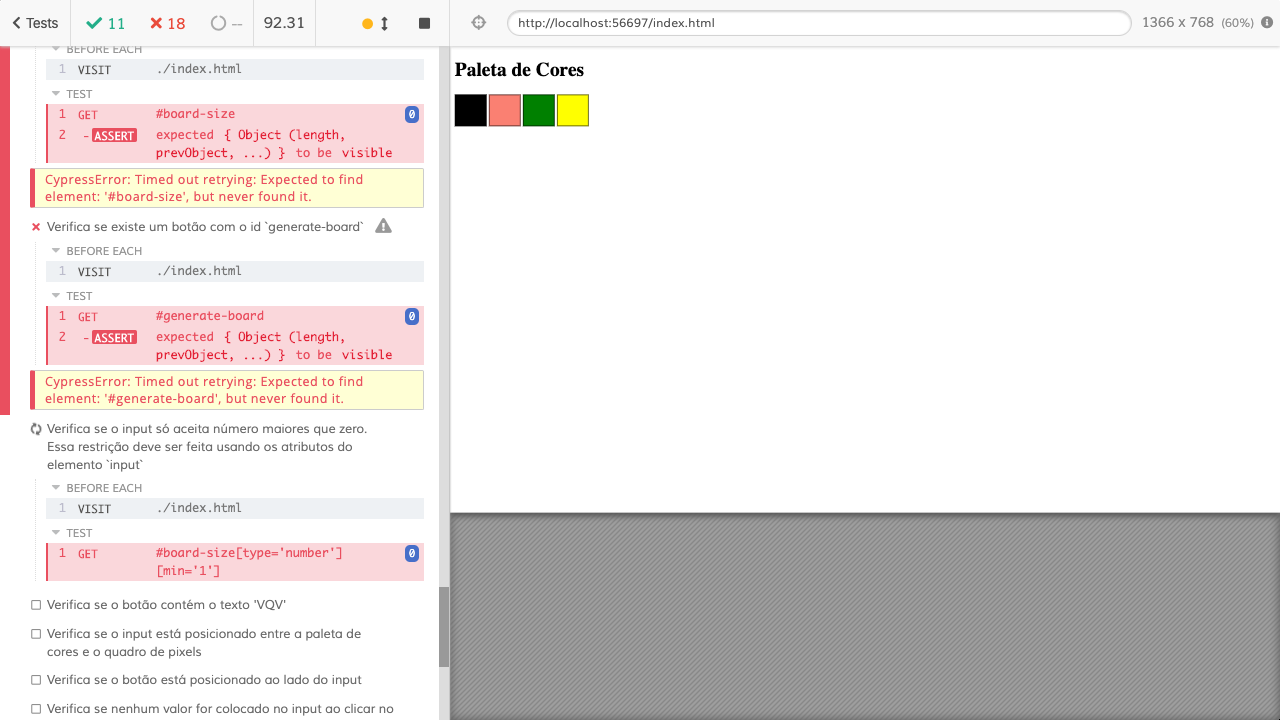 Tests 11 18 -- 92.31 http://localhost:56697/index.html 1366 x 768 (60%)
BEFORE EACH
1 VISIT ./index.html
TEST
1 GET #board-size 0
2 -ASSERT expected { Object (length,
prevObject, ...) } to be visible
CypressError: Timed out retrying: Expected to find
element: '#board-size', but never found it.
Verifica se existe um botão com o id `generate-board`
BEFORE EACH
1 VISIT ./index.html
TEST
1 GET #generate-board 0
2 -ASSERT expected { Object (length,
prevObject, ...) } to be visible
CypressError: Timed out retrying: Expected to find
element: '#generate-board', but never found it.
Verifica se o input só aceita número maiores que zero.
Essa restrição deve ser feita usando os atributos do
elemento `input`
BEFORE EACH
1 VISIT ./index.html
TEST
1 GET #board-size[type='number'] 0
[min='1']
Verifica se o botão contém o texto 'VQV'
Verifica se o input está posicionado entre a paleta de
cores e o quadro de pixels
Verifica se o botão está posicionado ao lado do input
Verifica se nenhum valor for colocado no input ao clicar no
Paleta de Cores